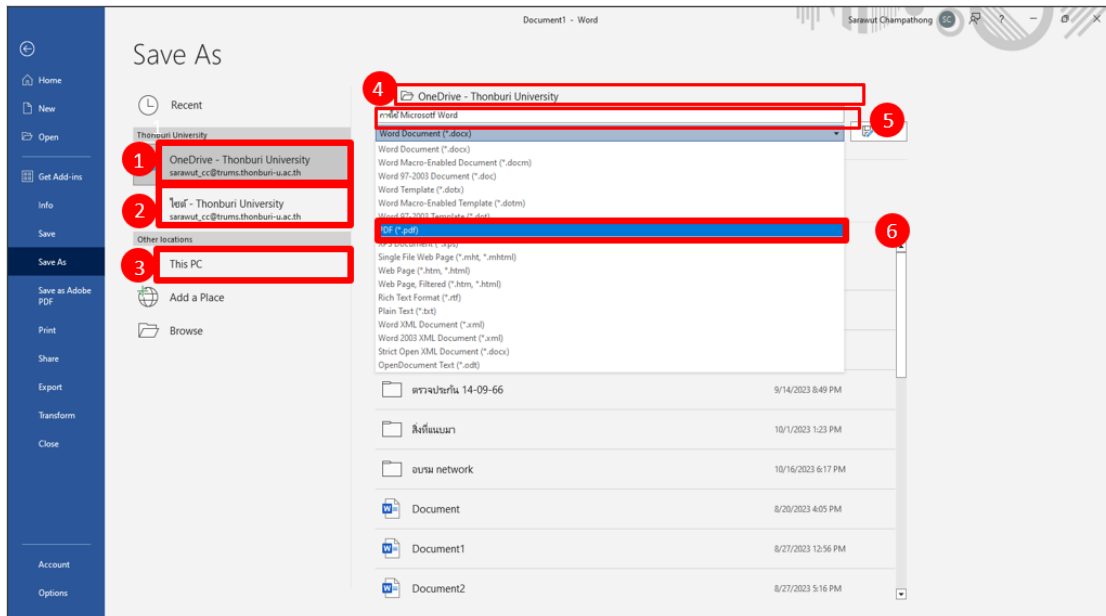 Document1 - Word
Sarawut Champathong
SC
?
Save As
Home
New
Open
Get Add-ins
Info
Save
Save As
Save as Adobe
PDF
Print
Share
Export
Transform
Close
Account
Options
Recent
1
Thonburi University
1
OneDrive - Thonburi University
sarawut_cc@trums.thonburi-u.ac.th
2
ไซต์ - Thonburi University
sarawut_cc@trums.thonburi-u.ac.th
Other locations
3
This PC
Add a Place
Browse
4
OneDrive - Thonburi University
Microsotf Word
5
Word Document (*.docx)
Word Document (*.docx)
Word Macro-Enabled Document (*.docm)
Word 97-2003 Document (*.doc)
Word Template (*.dotx)
Word Macro-Enabled Template (*.dotm)
Word 97-2003 Template (*.dot)
PDF (*.pdf)
6
XPS Document (*.xps)
Single File Web Page (*.mht, *.mhtml)
Web Page (*.htm, *.html)
Web Page, Filtered (*.htm, *.html)
Rich Text Format (*.rtf)
Plain Text (*.txt)
Word XML Document (*.xml)
Word 2003 XML Document (*.xml)
Strict Open XML Document (*.docx)
OpenDocument Text (*.odt)
ตรวจประกัน 14-09-66 9/14/2023 8:49 PM
สิ่งที่แนบมา 10/1/2023 1:23 PM
อบรม network 10/16/2023 6:17 PM
Document 8/20/2023 4:05 PM
Document1 8/27/2023 12:56 PM
Document2 8/27/2023 5:16 PM